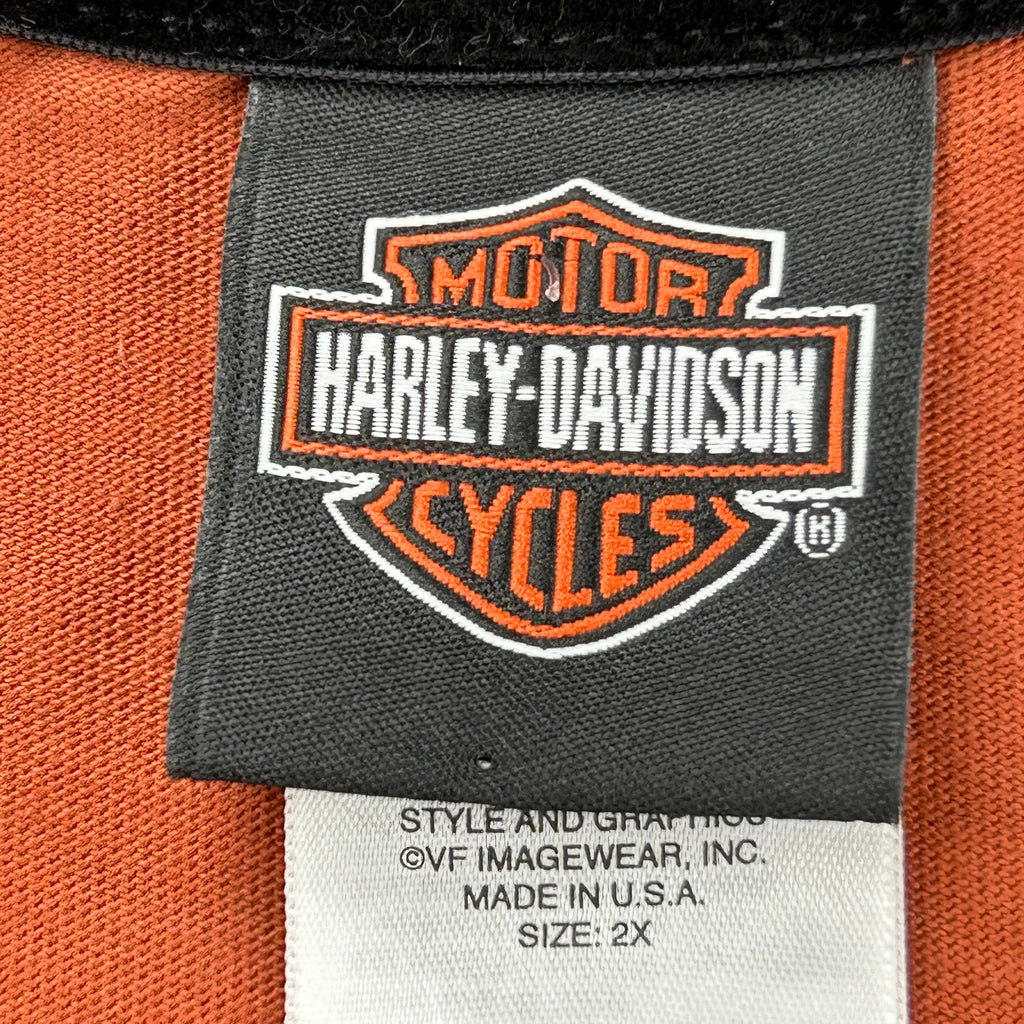 MOTOR
HARLEY-DAVIDSON
CYCLES
®
STYLE AND GRAPHICS
©VF IMAGEWEAR, INC.
MADE IN U.S.A.
SIZE: 2X